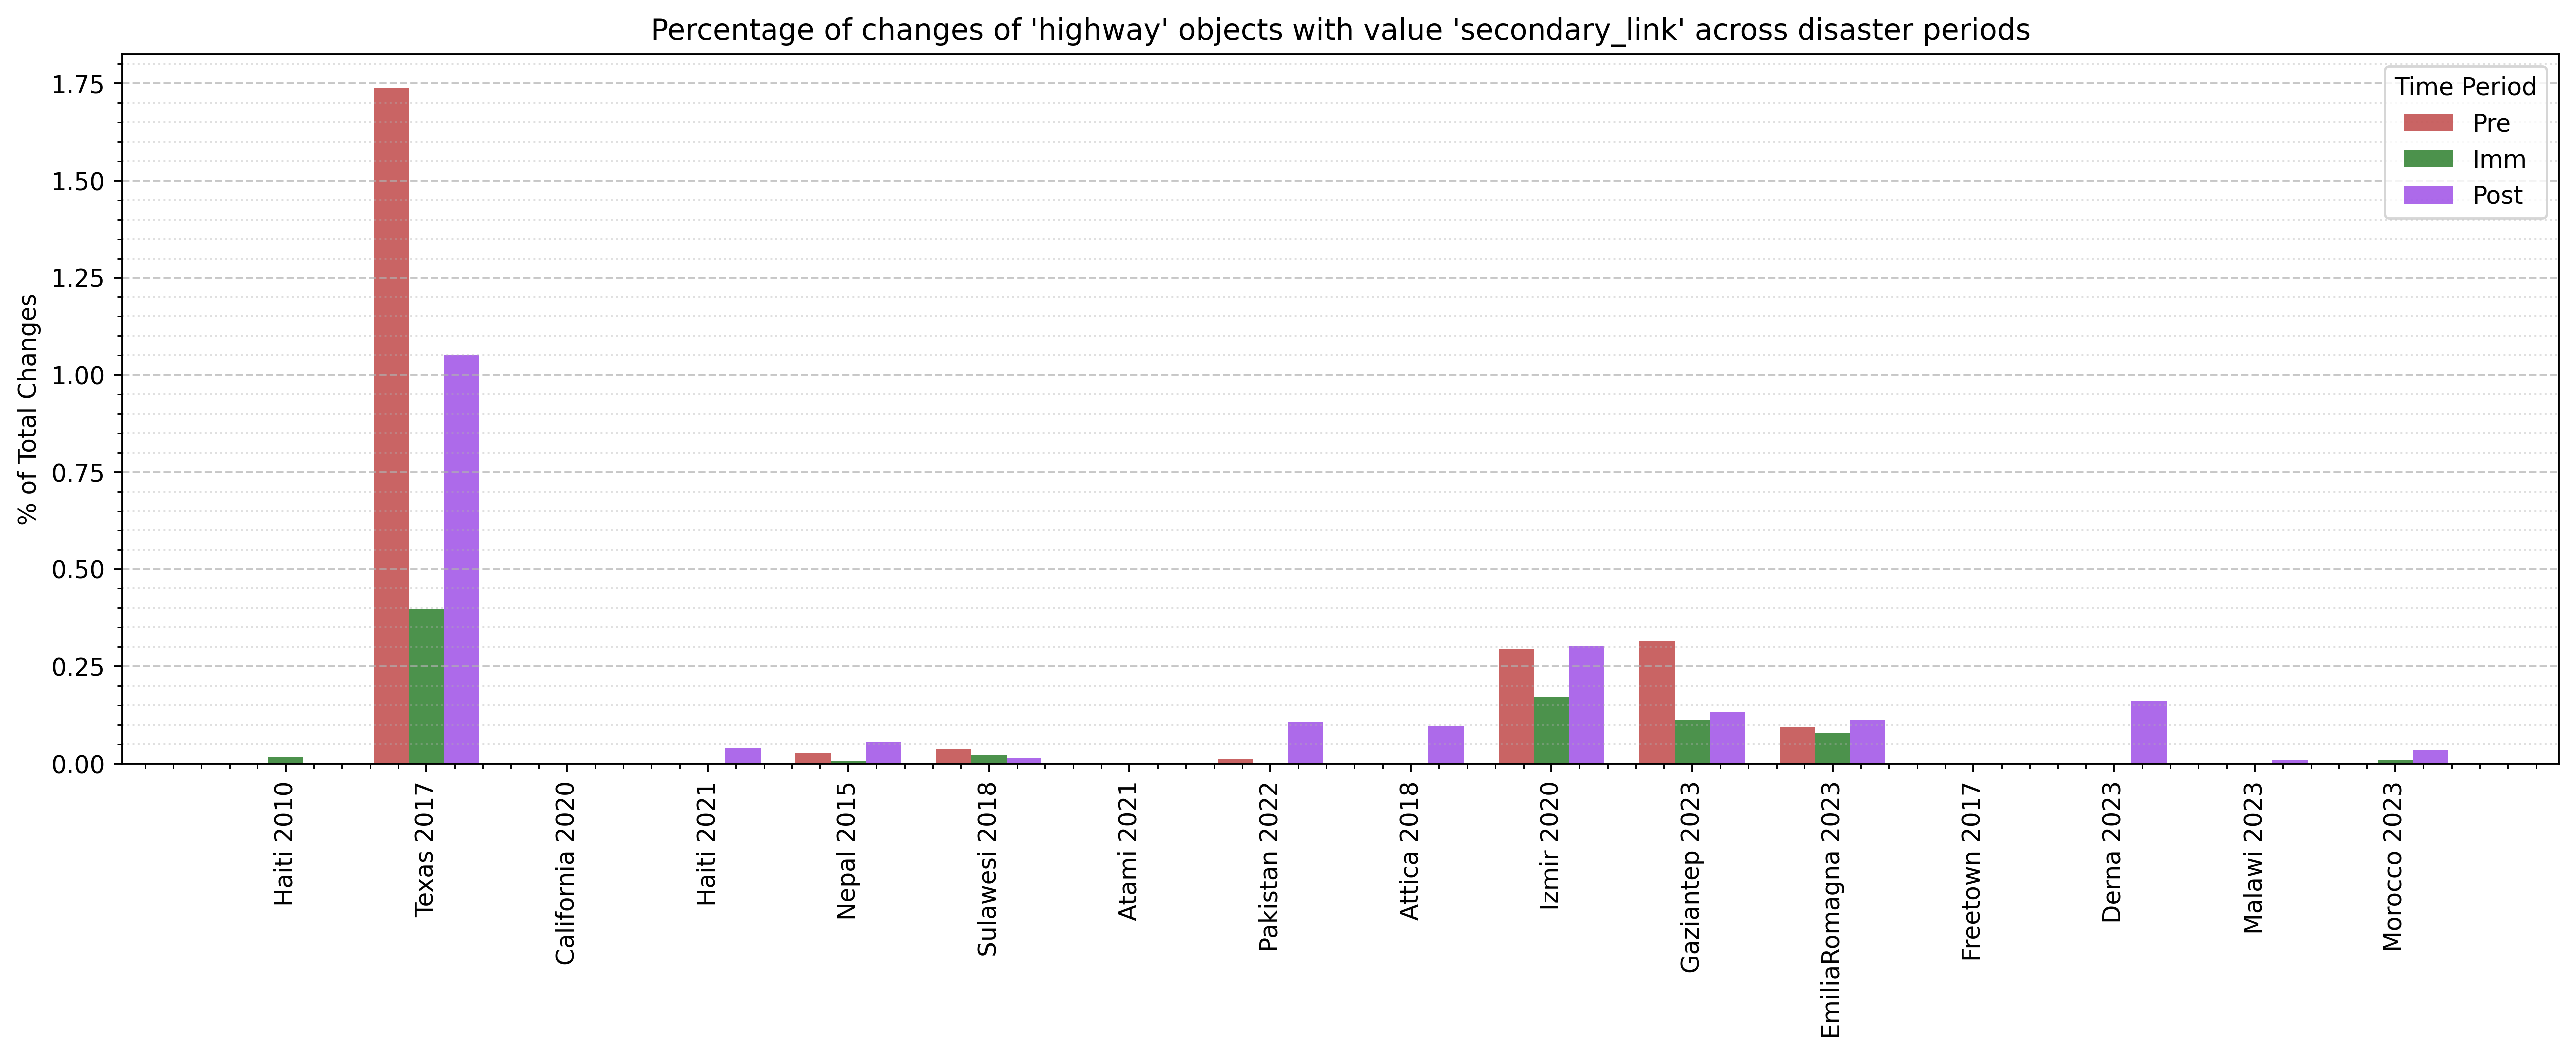 Percentage of changes of 'highway' objects with value 'secondary_link' across disaster periods
% of Total Changes
1.75
1.50
1.25
1.00
0.75
0.50
0.25
0.00
Time Period
Pre
Imm
Post
Haiti 2010
Texas 2017
California 2020
Haiti 2021
Nepal 2015
Sulawesi 2018
Atami 2021
Pakistan 2022
Attica 2018
Izmir 2020
Gaziantep 2023
EmiliaRomagna 2023
Freetown 2017
Derna 2023
Malawi 2023
Morocco 2023